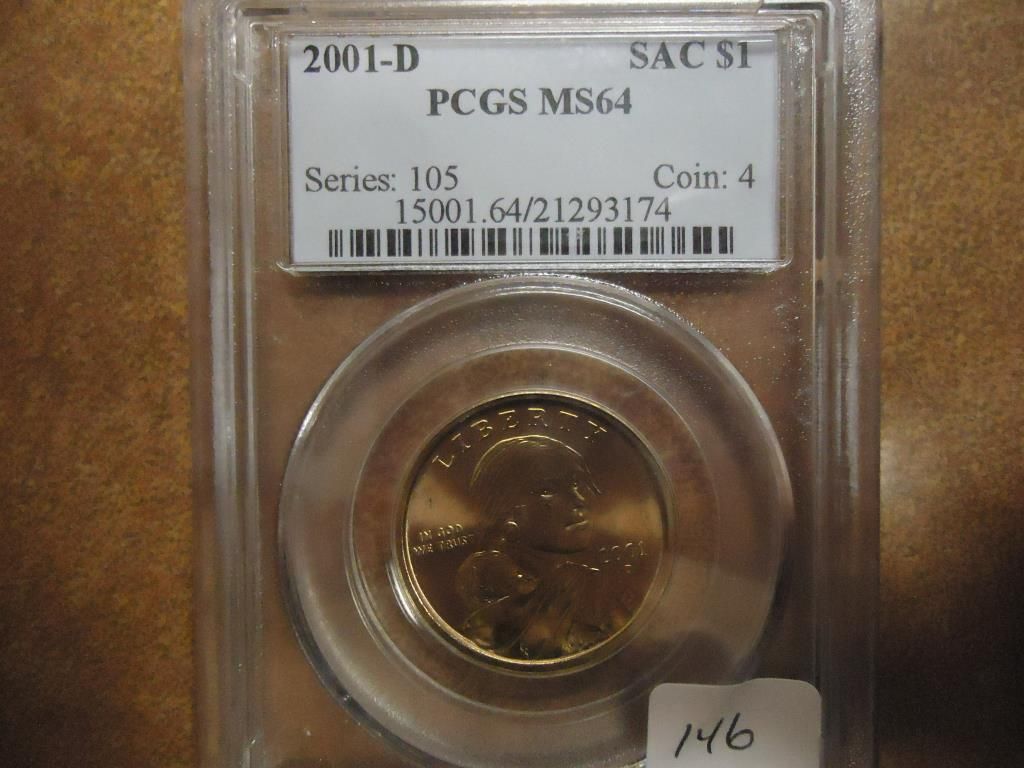 2001-D SAC $1
PCGS MS64
Series: 105 Coin: 4
15001.64/21293174
LIBERTY
IN GOD
WE TRUST
2001
146